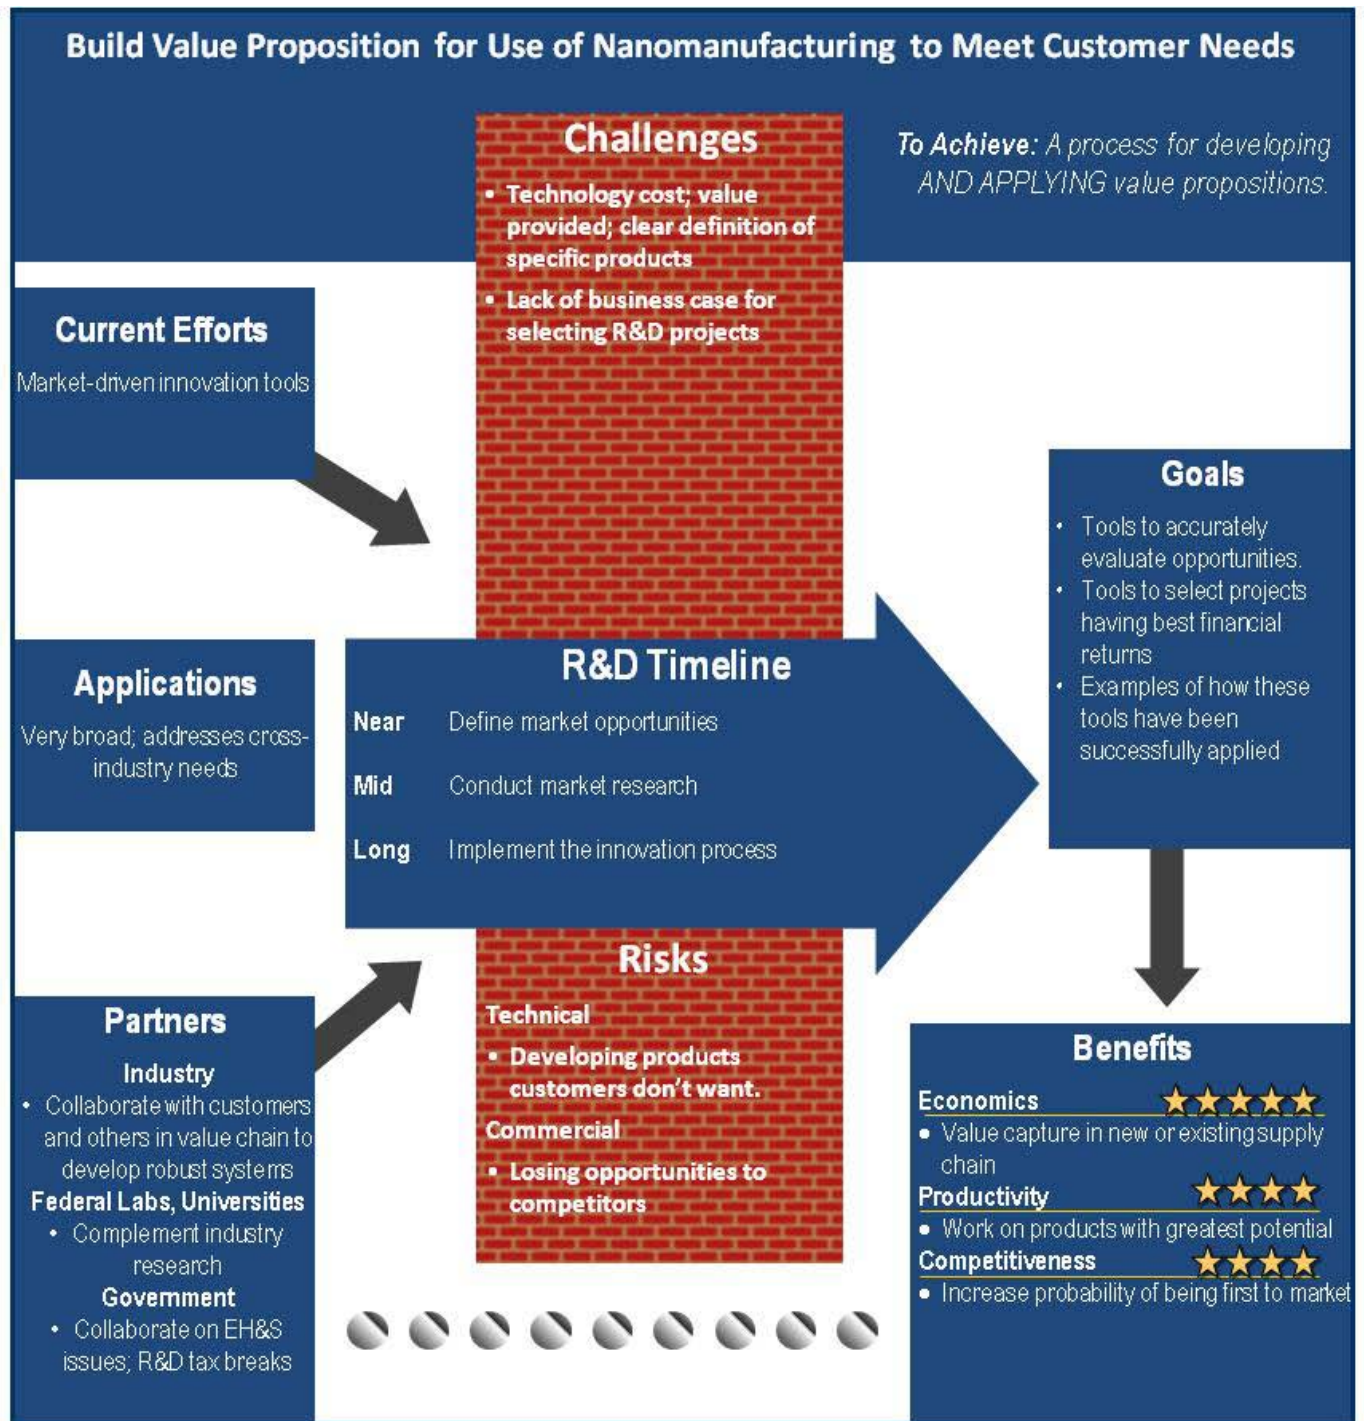 Build Value Proposition for Use of Nanomanufacturing to Meet Customer Needs
Challenges
• Technology cost; value
provided; clear definition of
specific products
• Lack of business case for
selecting R&D projects
To Achieve: A process for developing
AND APPLYING value propositions.
Current Efforts
Market-driven innovation tools
Applications
Very broad; addresses cross-
industry needs
Partners
Industry
• Collaborate with customers
and others in value chain to
develop robust systems
Federal Labs, Universities
• Complement industry
research
Government
• Collaborate on EH&S
issues; R&D tax breaks
R&D Timeline
Near Define market opportunities
Mid Conduct market research
Long Implement the innovation process
Risks
Technical
• Developing products
customers don't want.
Commercial
• Losing opportunities to
competitors
Goals
• Tools to accurately
evaluate opportunities.
• Tools to select projects
having best financial
returns
• Examples of how these
tools have been
successfully applied
Benefits
Economics
• Value capture in new or existing supply
chain
Productivity
• Work on products with greatest potential
Competitiveness
• Increase probability of being first to market